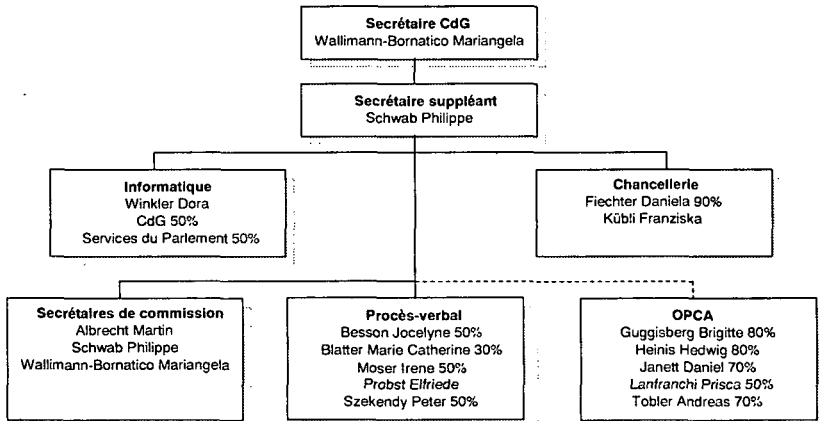 Secrétaire CdG
Wallimann-Bornatico Mariangela
Secrétaire suppléant
Schwab Philippe
Informatique
Winkler Dora
CdG 50%
Services du Parlement 50%
Chancellerie
Fiechter Daniela 90%
Kübli Franziska
Secrétaires de commission
Albrecht Martin
Schwab Philippe
Wallimann-Bornatico Mariangela
Procès-verbal
Besson Jocelyne 50%
Blatter Marie Catherine 30%
Moser Irene 50%
Probst Elfriede
Szekendy Peter 50%
OPCA
Guggisberg Brigitte 80%
Heinis Hedwig 80%
Janett Daniel 70%
Lanfranchi Prisca 50%
Tobler Andreas 70%